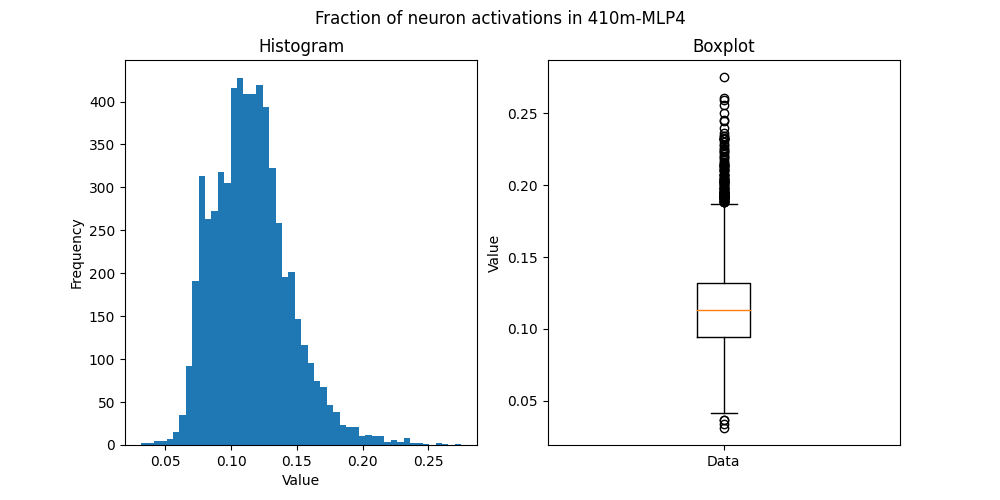 Fraction of neuron activations in 410m-MLP4
Histogram
Frequency
400
350
300
250
200
150
100
50
0
0.05 0.10 0.15 0.20 0.25
Value
Boxplot
Value
0.25
0.20
0.15
0.10
0.05
Data